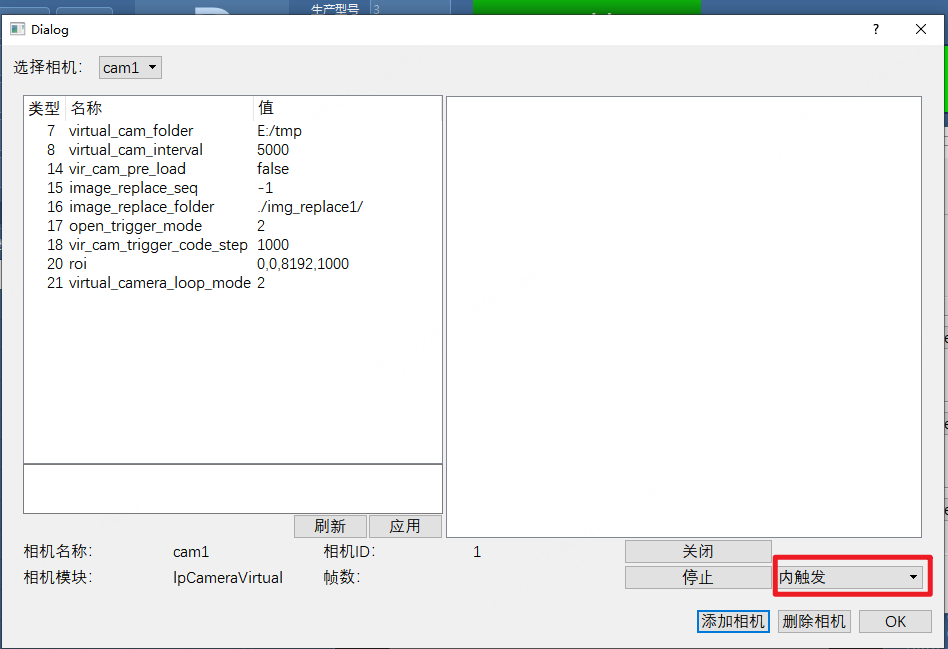 生产型号 3
Dialog
?
选择相机: cam1
类型 名称 值
7 virtual_cam_folder E:/tmp
8 virtual_cam_interval 5000
14 vir_cam_pre_load false
15 image_replace_seq -1
16 image_replace_folder ./img_replace1/
17 open_trigger_mode 2
18 vir_cam_trigger_code_step 1000
20 roi 0,0,8192,1000
21 virtual_camera_loop_mode 2
刷新 应用
相机名称: cam1 相机ID: 1 关闭
相机模块: IpCameraVirtual 帧数: 停止 内触发
添加相机 删除相机 OK